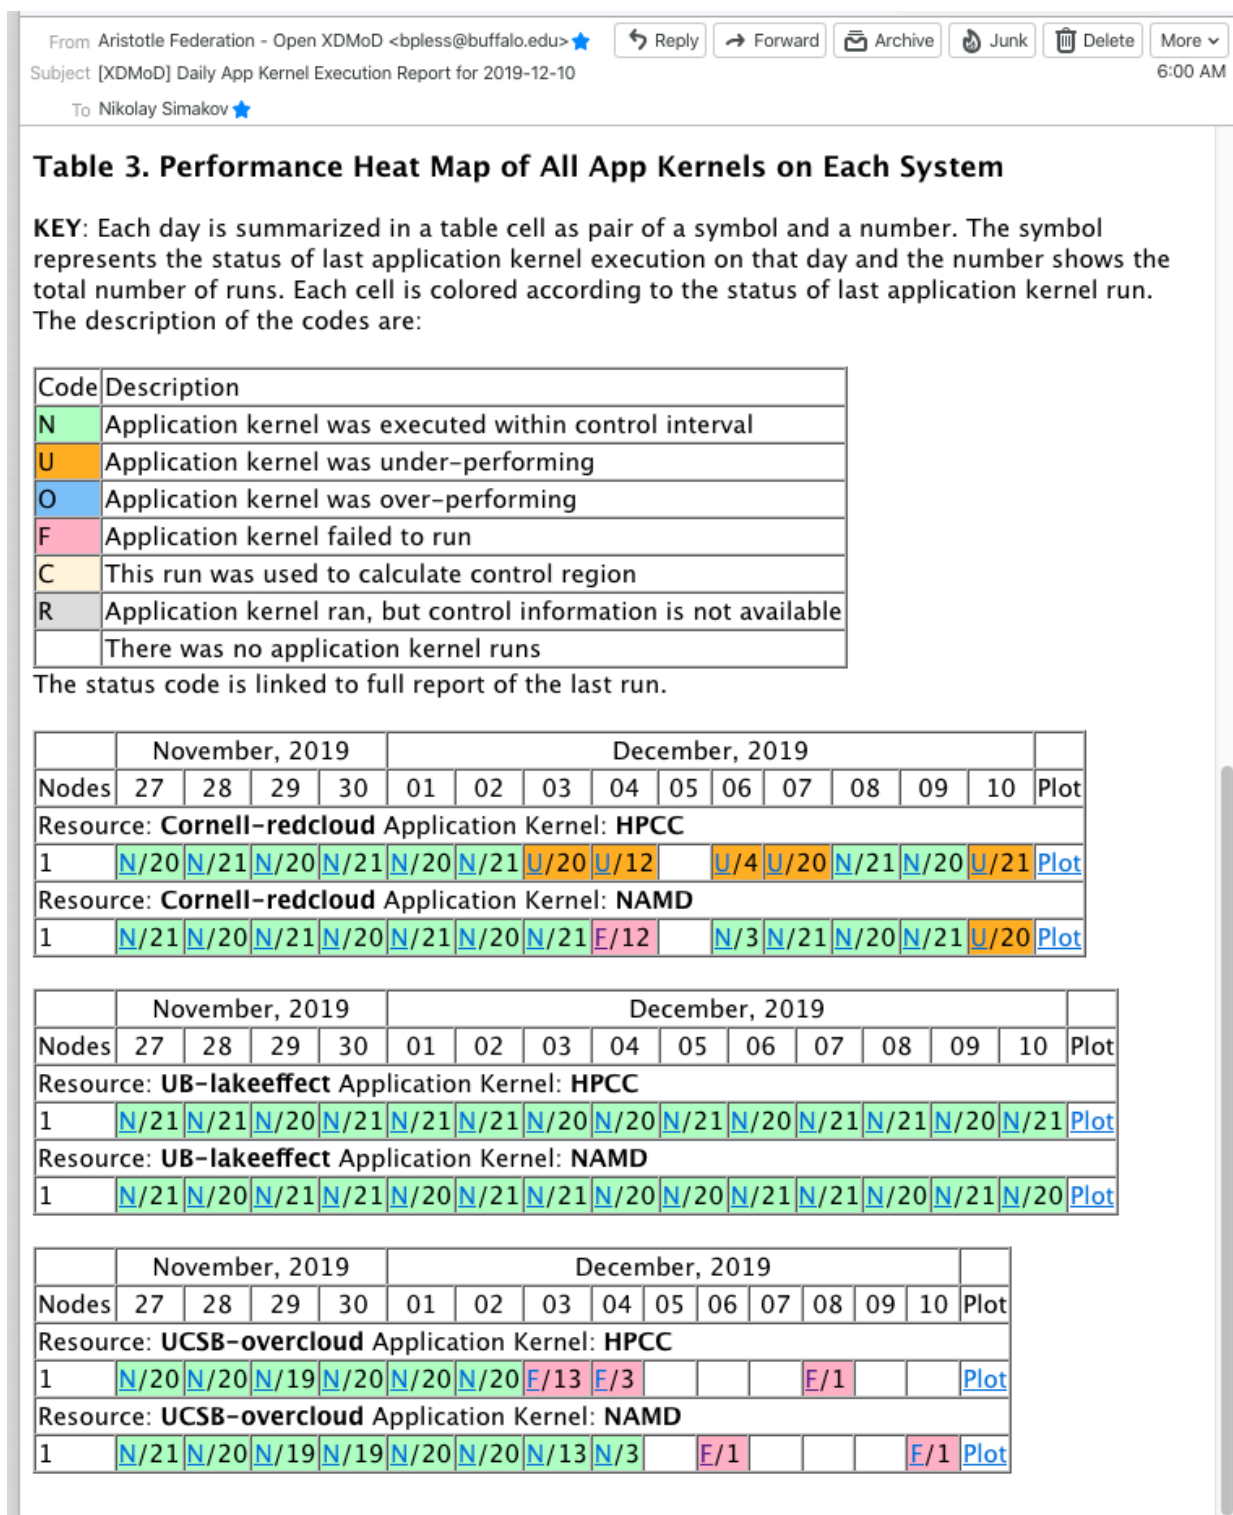 From Aristotle Federation - Open XDMoD <bpless@buffalo.edu> Reply Forward Archive Junk Delete More
Subject [XDMoD] Daily App Kernel Execution Report for 2019-12-10 6:00 AM
To Nikolay Simakov
Table 3. Performance Heat Map of All App Kernels on Each System
KEY: Each day is summarized in a table cell as pair of a symbol and a number. The symbol
represents the status of last application kernel execution on that day and the number shows the
total number of runs. Each cell is colored according to the status of last application kernel run.
The description of the codes are:
Code Description
N Application kernel was executed within control interval
U Application kernel was under-performing
O Application kernel was over-performing
F Application kernel failed to run
C This run was used to calculate control region
R Application kernel ran, but control information is not available
There was no application kernel runs
The status code is linked to full report of the last run.
November, 2019 December, 2019
Nodes 27 28 29 30 01 02 03 04 05 06 07 08 09 10 Plot
Resource: Cornell-redcloud Application Kernel: HPCC
1 N/20 N/21 N/20 N/21 N/20 N/21 U/20 U/12 U/4 U/20 N/21 N/20 U/21 Plot
Resource: Cornell-redcloud Application Kernel: NAMD
1 N/21 N/20 N/21 N/20 N/21 N/20 N/21 F/12 N/3 N/21 N/20 N/21 U/20 Plot
November, 2019 December, 2019
Nodes 27 28 29 30 01 02 03 04 05 06 07 08 09 10 Plot
Resource: UB-lakeeffect Application Kernel: HPCC
1 N/21 N/21 N/20 N/21 N/21 N/21 N/20 N/20 N/21 N/20 N/21 N/21 N/20 N/21 Plot
Resource: UB-lakeeffect Application Kernel: NAMD
1 N/21 N/20 N/21 N/21 N/20 N/21 N/21 N/20 N/20 N/21 N/21 N/20 N/21 N/20 Plot
November, 2019 December, 2019
Nodes 27 28 29 30 01 02 03 04 05 06 07 08 09 10 Plot
Resource: UCSB-overcloud Application Kernel: HPCC
1 N/20 N/20 N/19 N/20 N/20 N/20 F/13 F/3 F/1 Plot
Resource: UCSB-overcloud Application Kernel: NAMD
1 N/21 N/20 N/19 N/19 N/20 N/20 N/13 N/3 F/1 F/1 Plot